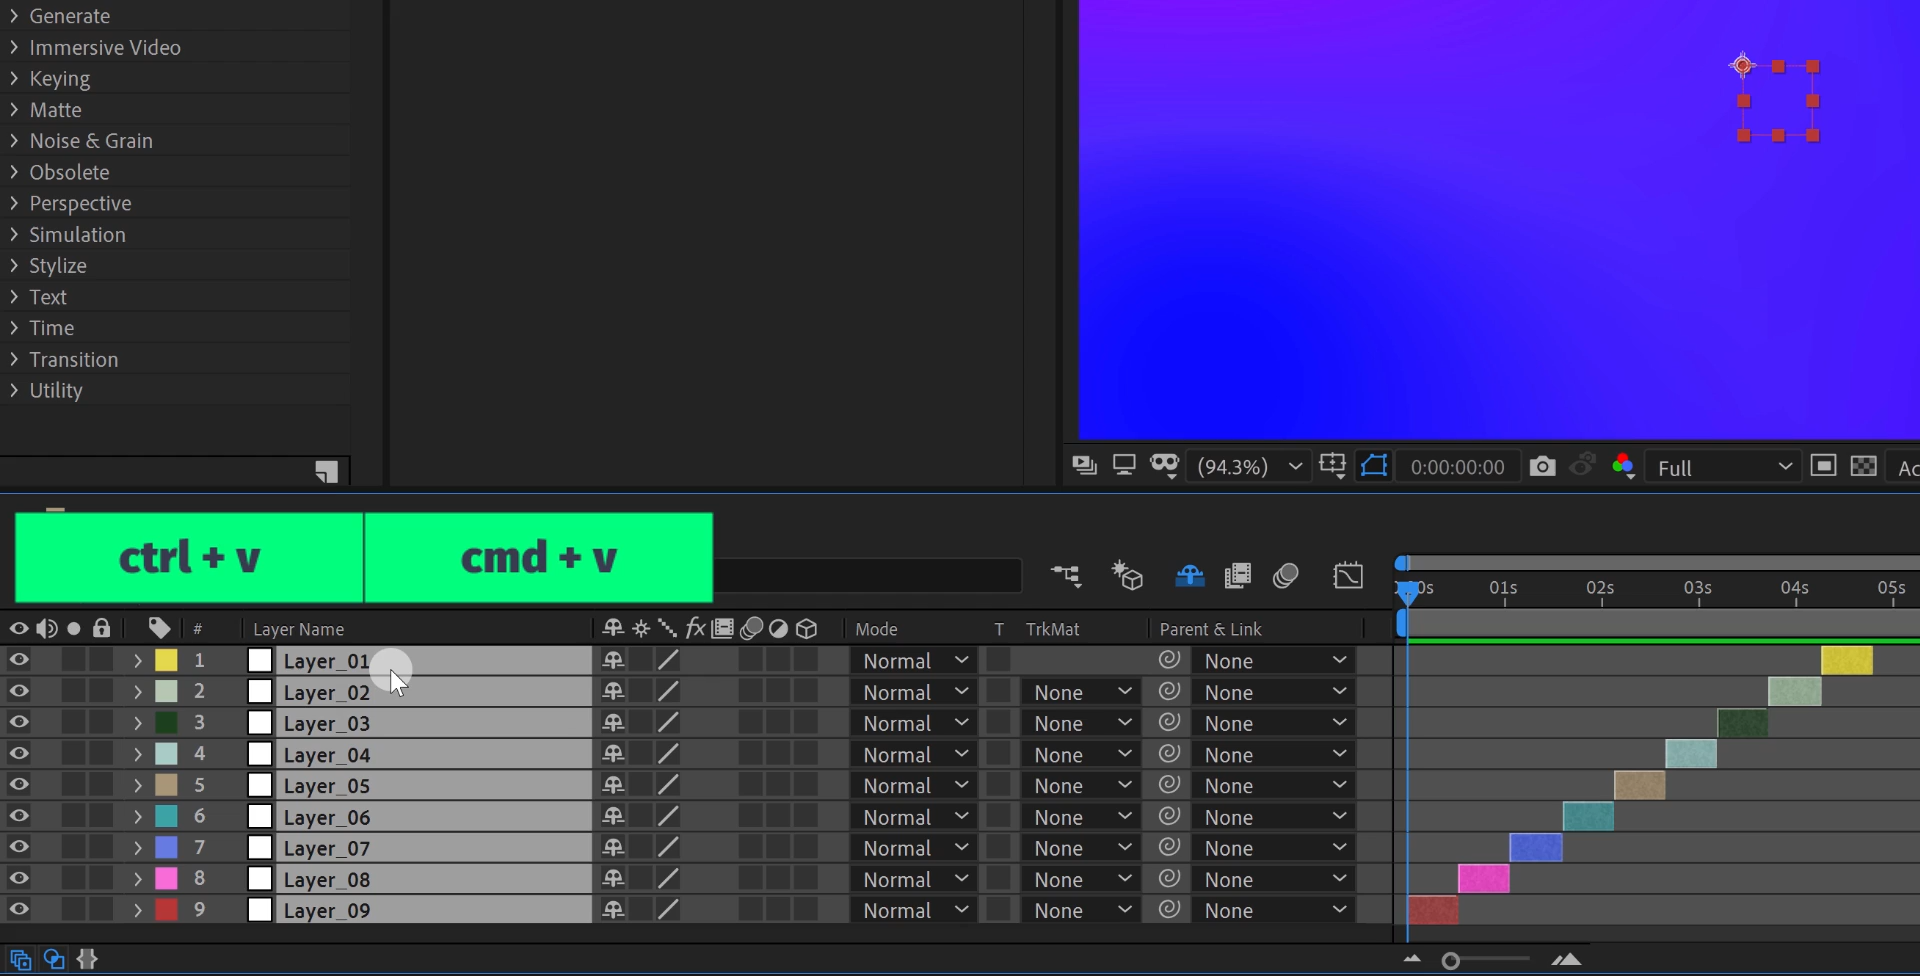 Generate
Immersive Video
Keying
Matte
Noise & Grain
Obsolete
Perspective
Simulation
Stylize
Text
Time
Transition
Utility
(94.3%) 0:00:00:00 Full Ac
ctrl + v cmd + v
0s 01s 02s 03s 04s 05s
# Layer Name fx Mode T TrkMat Parent & Link
1 Layer_01 Normal None
2 Layer_02 Normal None None
3 Layer_03 Normal None None
4 Layer_04 Normal None None
5 Layer_05 Normal None None
6 Layer_06 Normal None None
7 Layer_07 Normal None None
8 Layer_08 Normal None None
9 Layer_09 Normal None None